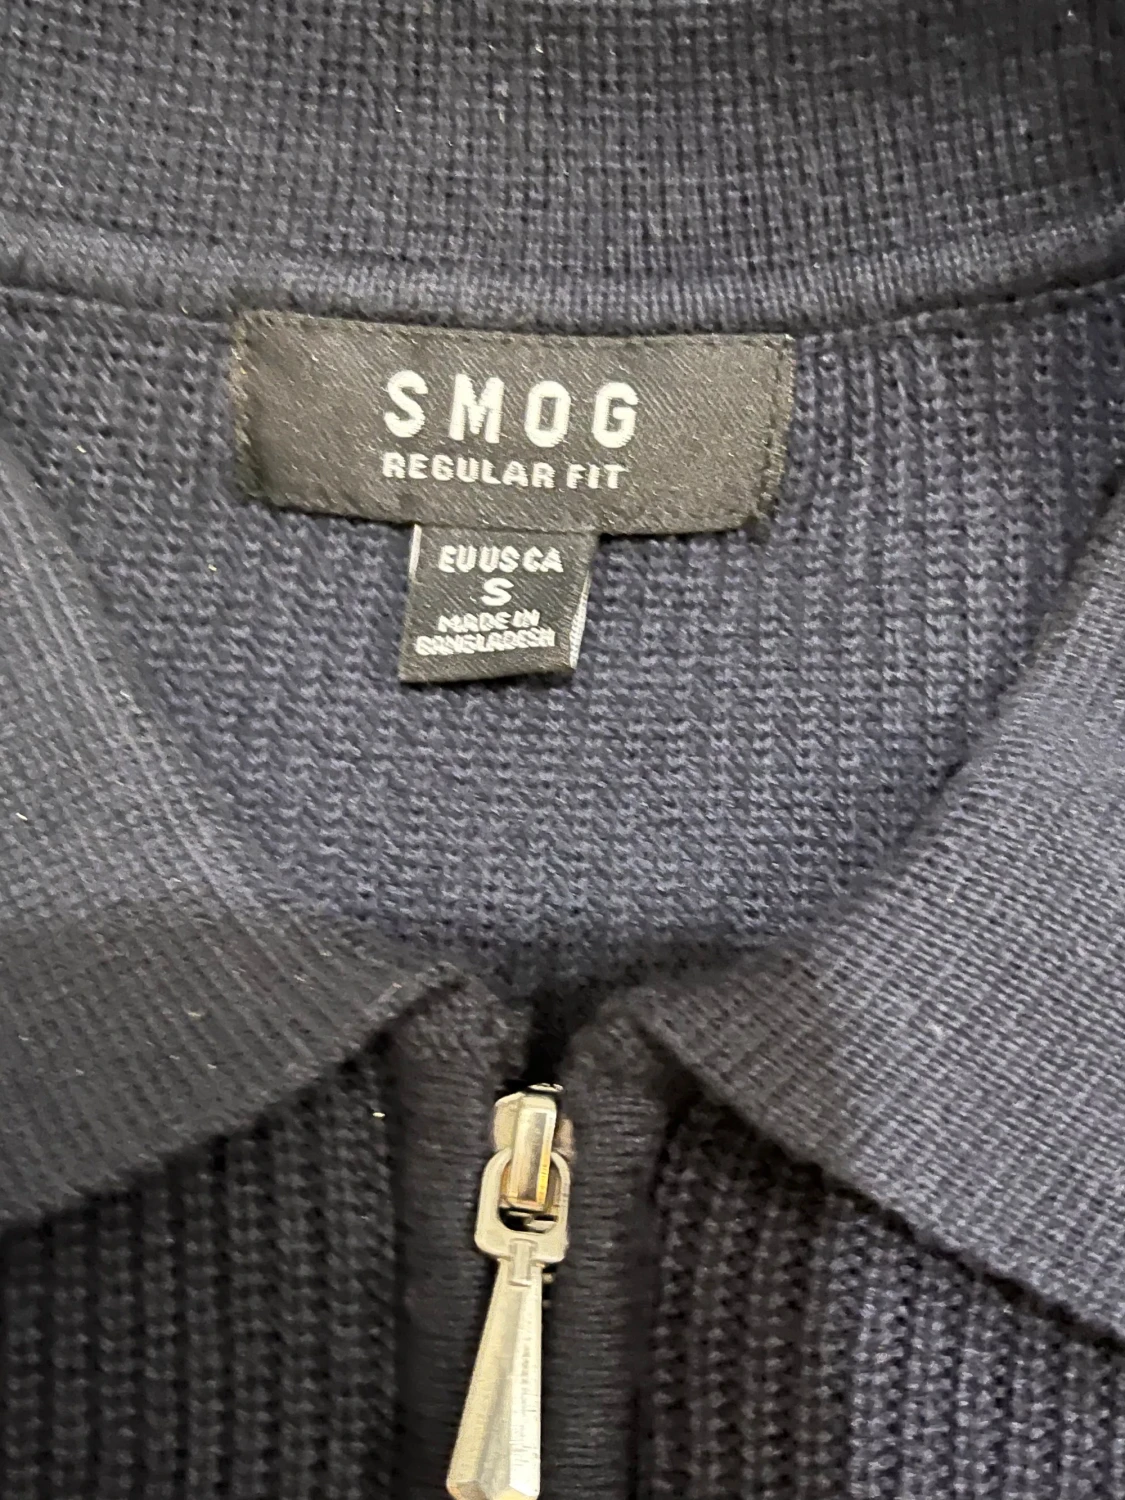 SMOG
REGULAR FIT
EU US CA
S
MADE IN
BANGLADESH